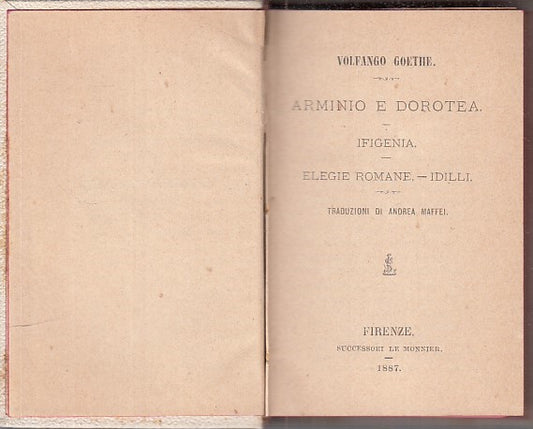 VOLFANGO GOETHE.
ARMINIO E DOROTEA.
IFIGENIA.
ELEGIE ROMANE. — IDILLI.
TRADUZIONI DI ANDREA MAFFEI.
FIRENZE.
SUCCESSORI LE MONNIER.
1887.